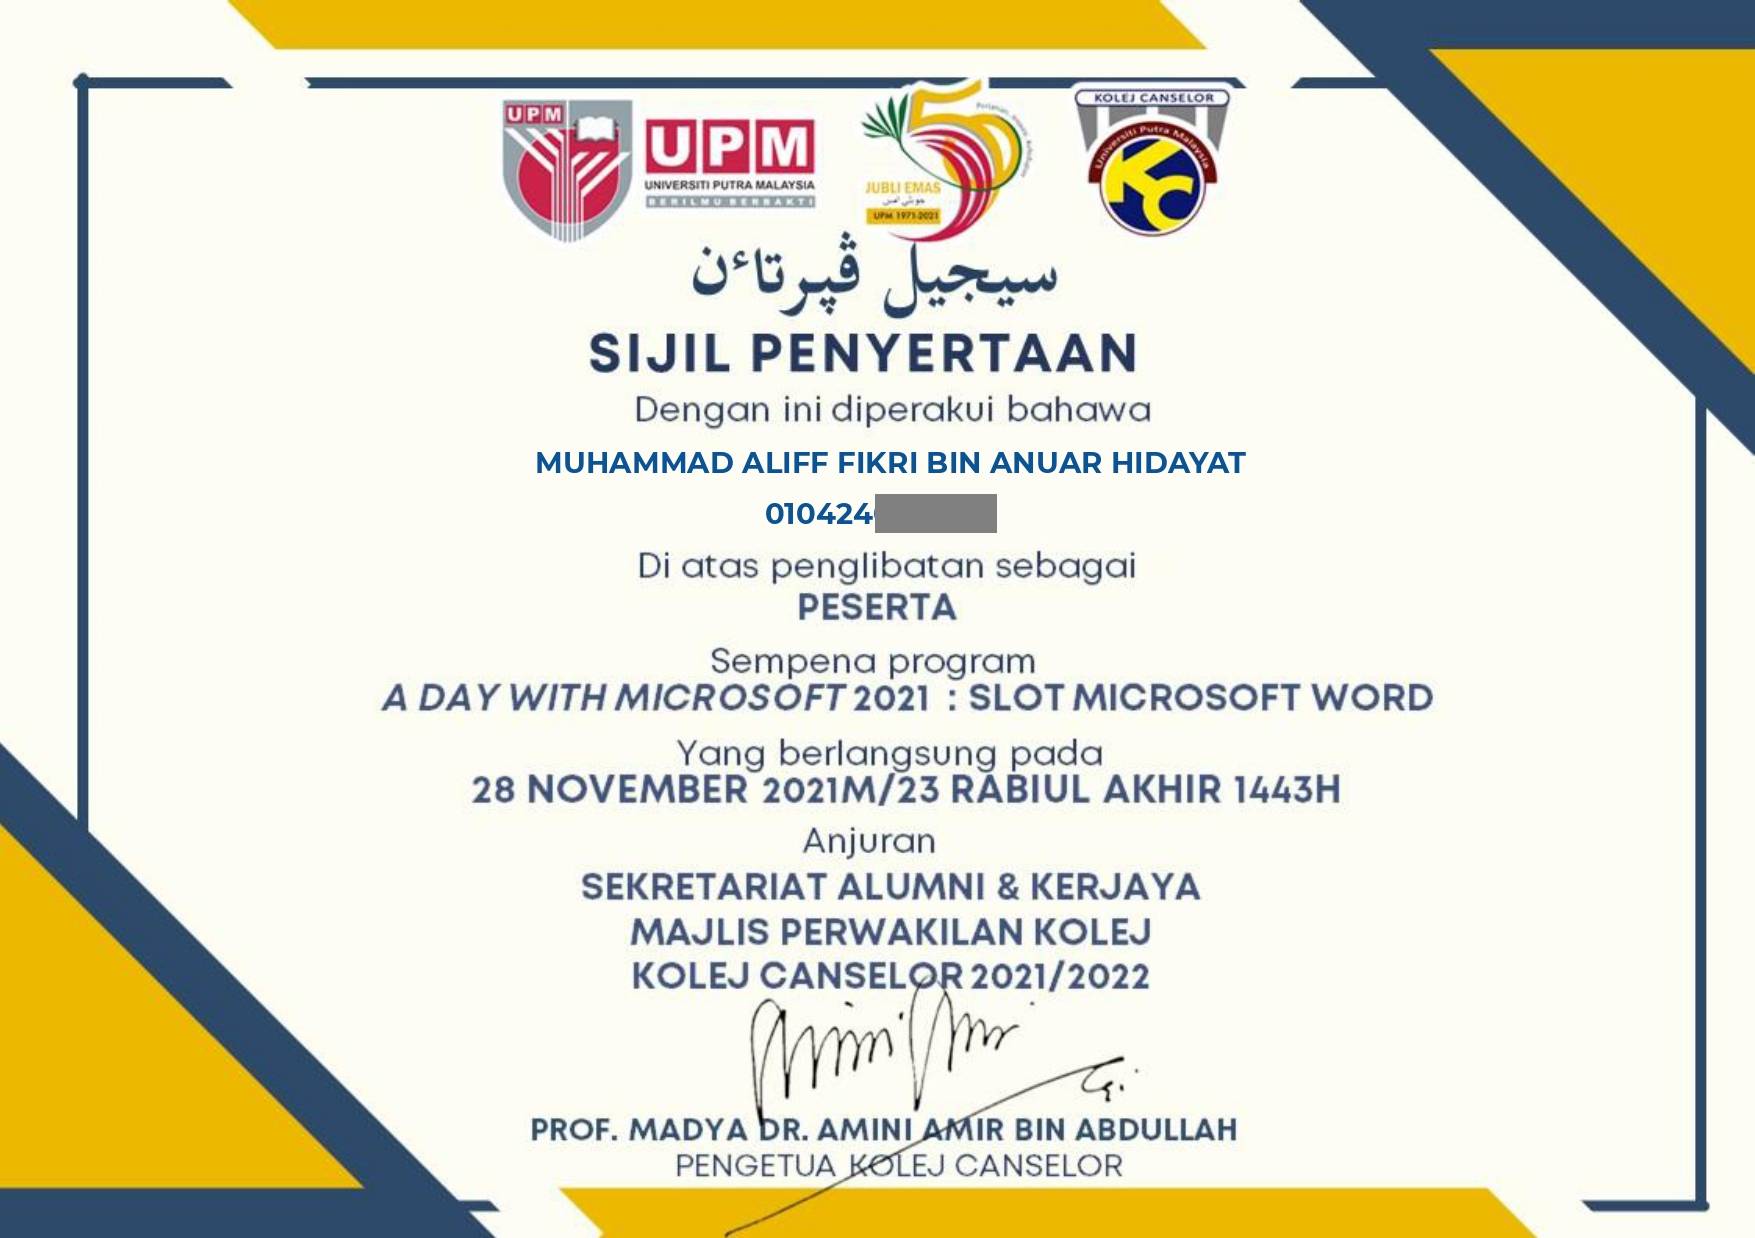 UPM
UPM
UNIVERSITI PUTRA MALAYSIA
BERILMU BERBAKTI
JUBLI EMAS
جوبلي امس
UPM 1971-2021
KOLEJ CANSELOR
Universiti Putra Malaysia
KC
سيجيل ڤپرتاءن
SIJIL PENYERTAAN
Dengan ini diperakui bahawa
MUHAMMAD ALIFF FIKRI BIN ANUAR HIDAYAT
010424
Di atas penglibatan sebagai
PESERTA
Sempena program
A DAY WITH MICROSOFT 2021 : SLOT MICROSOFT WORD
Yang berlangsung pada
28 NOVEMBER 2021M/23 RABIUL AKHIR 1443H
Anjuran
SEKRETARIAT ALUMNI & KERJAYA
MAJLIS PERWAKILAN KOLEJ
KOLEJ CANSELOR 2021/2022
PROF. MADYA DR. AMINI AMIR BIN ABDULLAH
PENGETUA KOLEJ CANSELOR